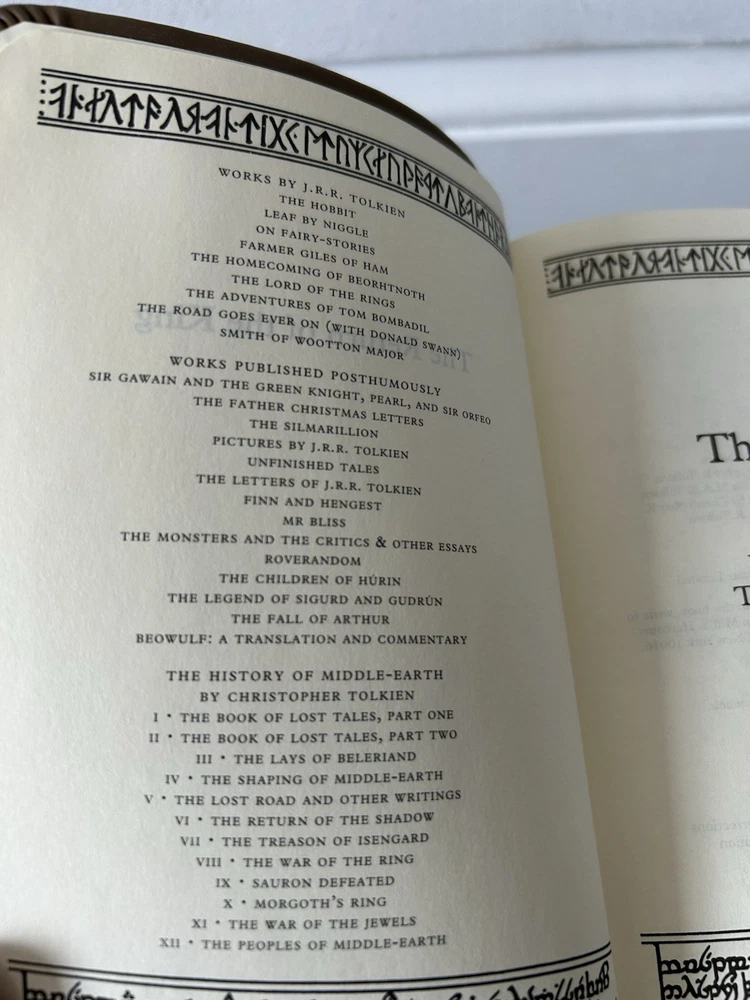 WORKS BY J.R.R. TOLKIEN
THE HOBBIT
LEAF BY NIGGLE
ON FAIRY-STORIES
FARMER GILES OF HAM
THE HOMECOMING OF BEORHTNOTH
THE LORD OF THE RINGS
THE ADVENTURES OF TOM BOMBADIL
THE ROAD GOES EVER ON (WITH DONALD SWANN)
SMITH OF WOOTTON MAJOR
WORKS PUBLISHED POSTHUMOUSLY
SIR GAWAIN AND THE GREEN KNIGHT, PEARL, AND SIR ORFEO
THE FATHER CHRISTMAS LETTERS
THE SILMARILLION
PICTURES BY J.R.R. TOLKIEN
UNFINISHED TALES
THE LETTERS OF J.R.R. TOLKIEN
FINN AND HENGEST
MR BLISS
THE MONSTERS AND THE CRITICS & OTHER ESSAYS
ROVERANDOM
THE CHILDREN OF HÚRIN
THE LEGEND OF SIGURD AND GUDRÚN
THE FALL OF ARTHUR
BEOWULF: A TRANSLATION AND COMMENTARY
THE HISTORY OF MIDDLE-EARTH
BY CHRISTOPHER TOLKIEN
I · THE BOOK OF LOST TALES, PART ONE
II · THE BOOK OF LOST TALES, PART TWO
III · THE LAYS OF BELERIAND
IV · THE SHAPING OF MIDDLE-EARTH
V · THE LOST ROAD AND OTHER WRITINGS
VI · THE RETURN OF THE SHADOW
VII · THE TREASON OF ISENGARD
VIII · THE WAR OF THE RING
IX · SAURON DEFEATED
X · MORGOTH'S RING
XI · THE WAR OF THE JEWELS
XII · THE PEOPLES OF MIDDLE-EARTH
Th
T